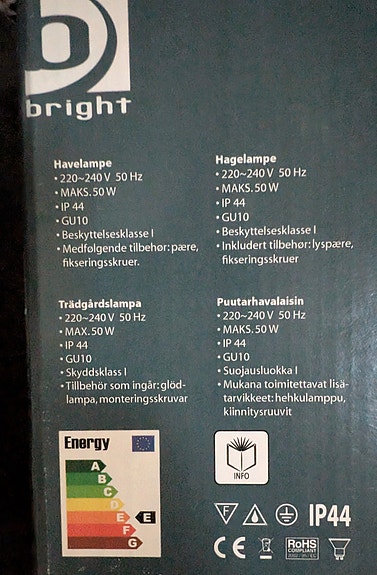 b
bright
Havelampe
• 220~240 V 50 Hz
• MAKS. 50 W
• IP 44
• GU10
• Beskyttelsesklasse I
• Medfølgende tilbehør: pære,
fikseringsskruer.
Hagelampe
• 220~240 V 50 Hz
• MAKS. 50 W
• IP 44
• GU10
• Beskyttelsesklasse I
• Inkludert tilbehør: lyspære,
fikseringsskruer
Trädgårdslampa
• 220~240 V 50 Hz
• MAX. 50 W
• IP 44
• GU10
• Skyddsklass I
• Tillbehör som ingår: glöd-
lampa, monteringsskruvar
Puutarhavalaisin
• 220~240 V 50 Hz
• MAKS. 50 W
• IP 44
• GU10
• Suojausluokka I
• Mukana toimitettavat lisä-
tarvikkeet: hehkulamppu,
kiinnitysruuvit
Energy
A
B
C
D
E
F
G
E
INFO
F
IP44
CE
RoHS
COMPLIANT